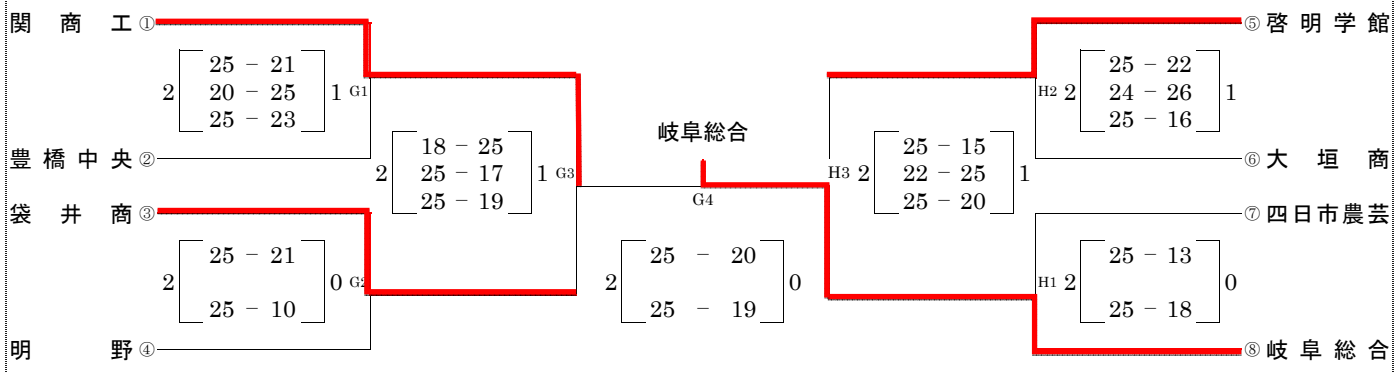 関商工 ①
⑤ 啓明学館
2 25 - 21 1 G1
20 - 25
25 - 23
H2 2 25 - 22 1
24 - 26
25 - 16
岐阜総合
豊橋中央 ②
⑥ 大垣商
2 18 - 25 1 G3
25 - 17
25 - 19
H3 2 25 - 15 1
22 - 25
25 - 20
G4
袋井商 ③
⑦ 四日市農芸
2 25 - 21 0 G2
25 - 10
2 25 - 20 0
25 - 19
H1 2 25 - 13 0
25 - 18
明野 ④
⑧ 岐阜総合